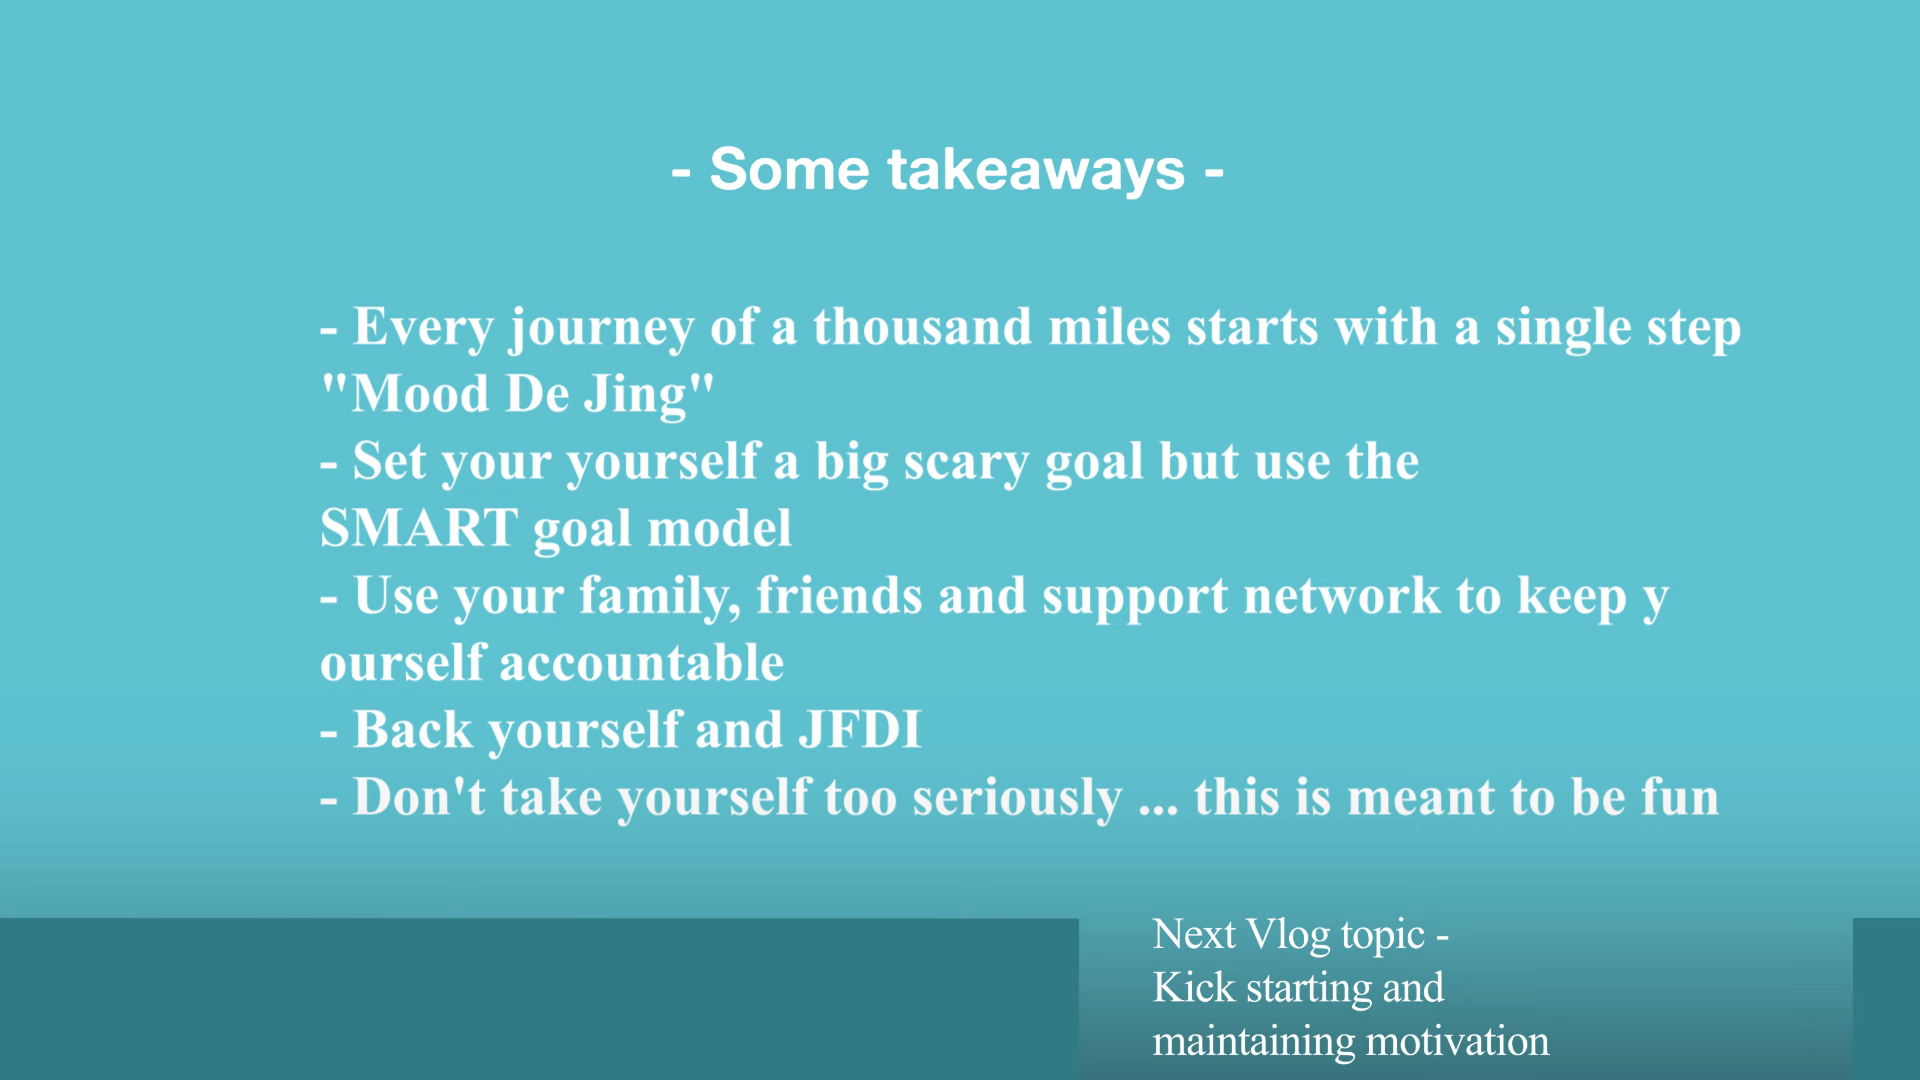 - Some takeaways -
- Every journey of a thousand miles starts with a single step
"Mood De Jing"
- Set your yourself a big scary goal but use the
SMART goal model
- Use your family, friends and support network to keep y
ourself accountable
- Back yourself and JFDI
- Don't take yourself too seriously ... this is meant to be fun
Next Vlog topic -
Kick starting and
maintaining motivation